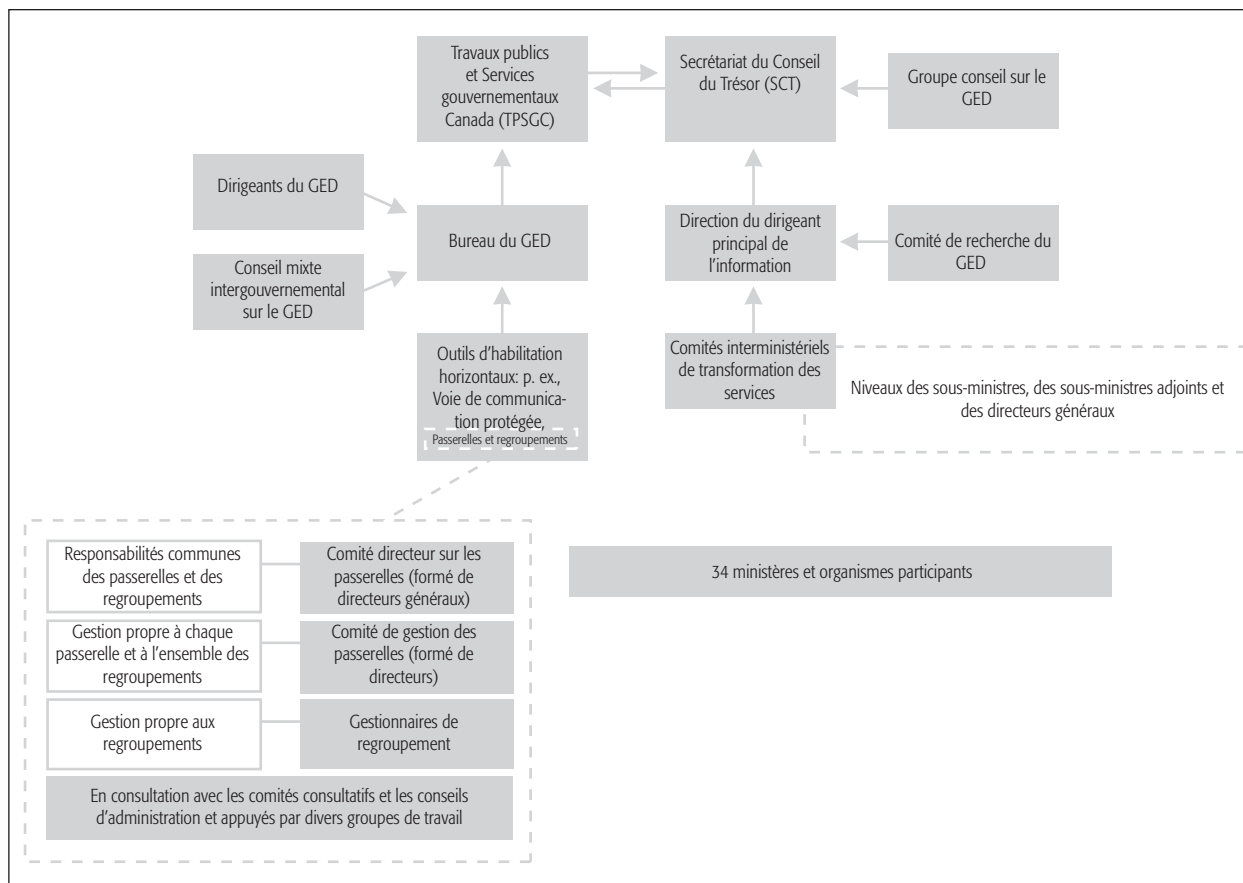 Travaux publics
et Services
gouvernementaux
Canada (TPSGC)
Secrétariat du Conseil
du Trésor (SCT)
Groupe conseil sur le
GED
Dirigeants du GED
Bureau du GED
Direction du dirigeant
principal de
l'information
Comité de recherche du
GED
Conseil mixte
intergouvernemental
sur le GED
Outils d'habilitation
horizontaux: p. ex.,
Voie de communica-
tion protégée,
Passerelles et regroupements
Comités interministériels
de transformation des
services
Niveaux des sous-ministres, des sous-ministres adjoints et
des directeurs généraux
Responsabilités communes
des passerelles et des
regroupements
Comité directeur sur les
passerelles (formé de
directeurs généraux)
34 ministères et organismes participants
Gestion propre à chaque
passerelle et à l'ensemble des
regroupements
Comité de gestion des
passerelles (formé de
directeurs)
Gestion propre aux
regroupements
Gestionnaires de
regroupement
En consultation avec les comités consultatifs et les conseils
d'administration et appuyés par divers groupes de travail